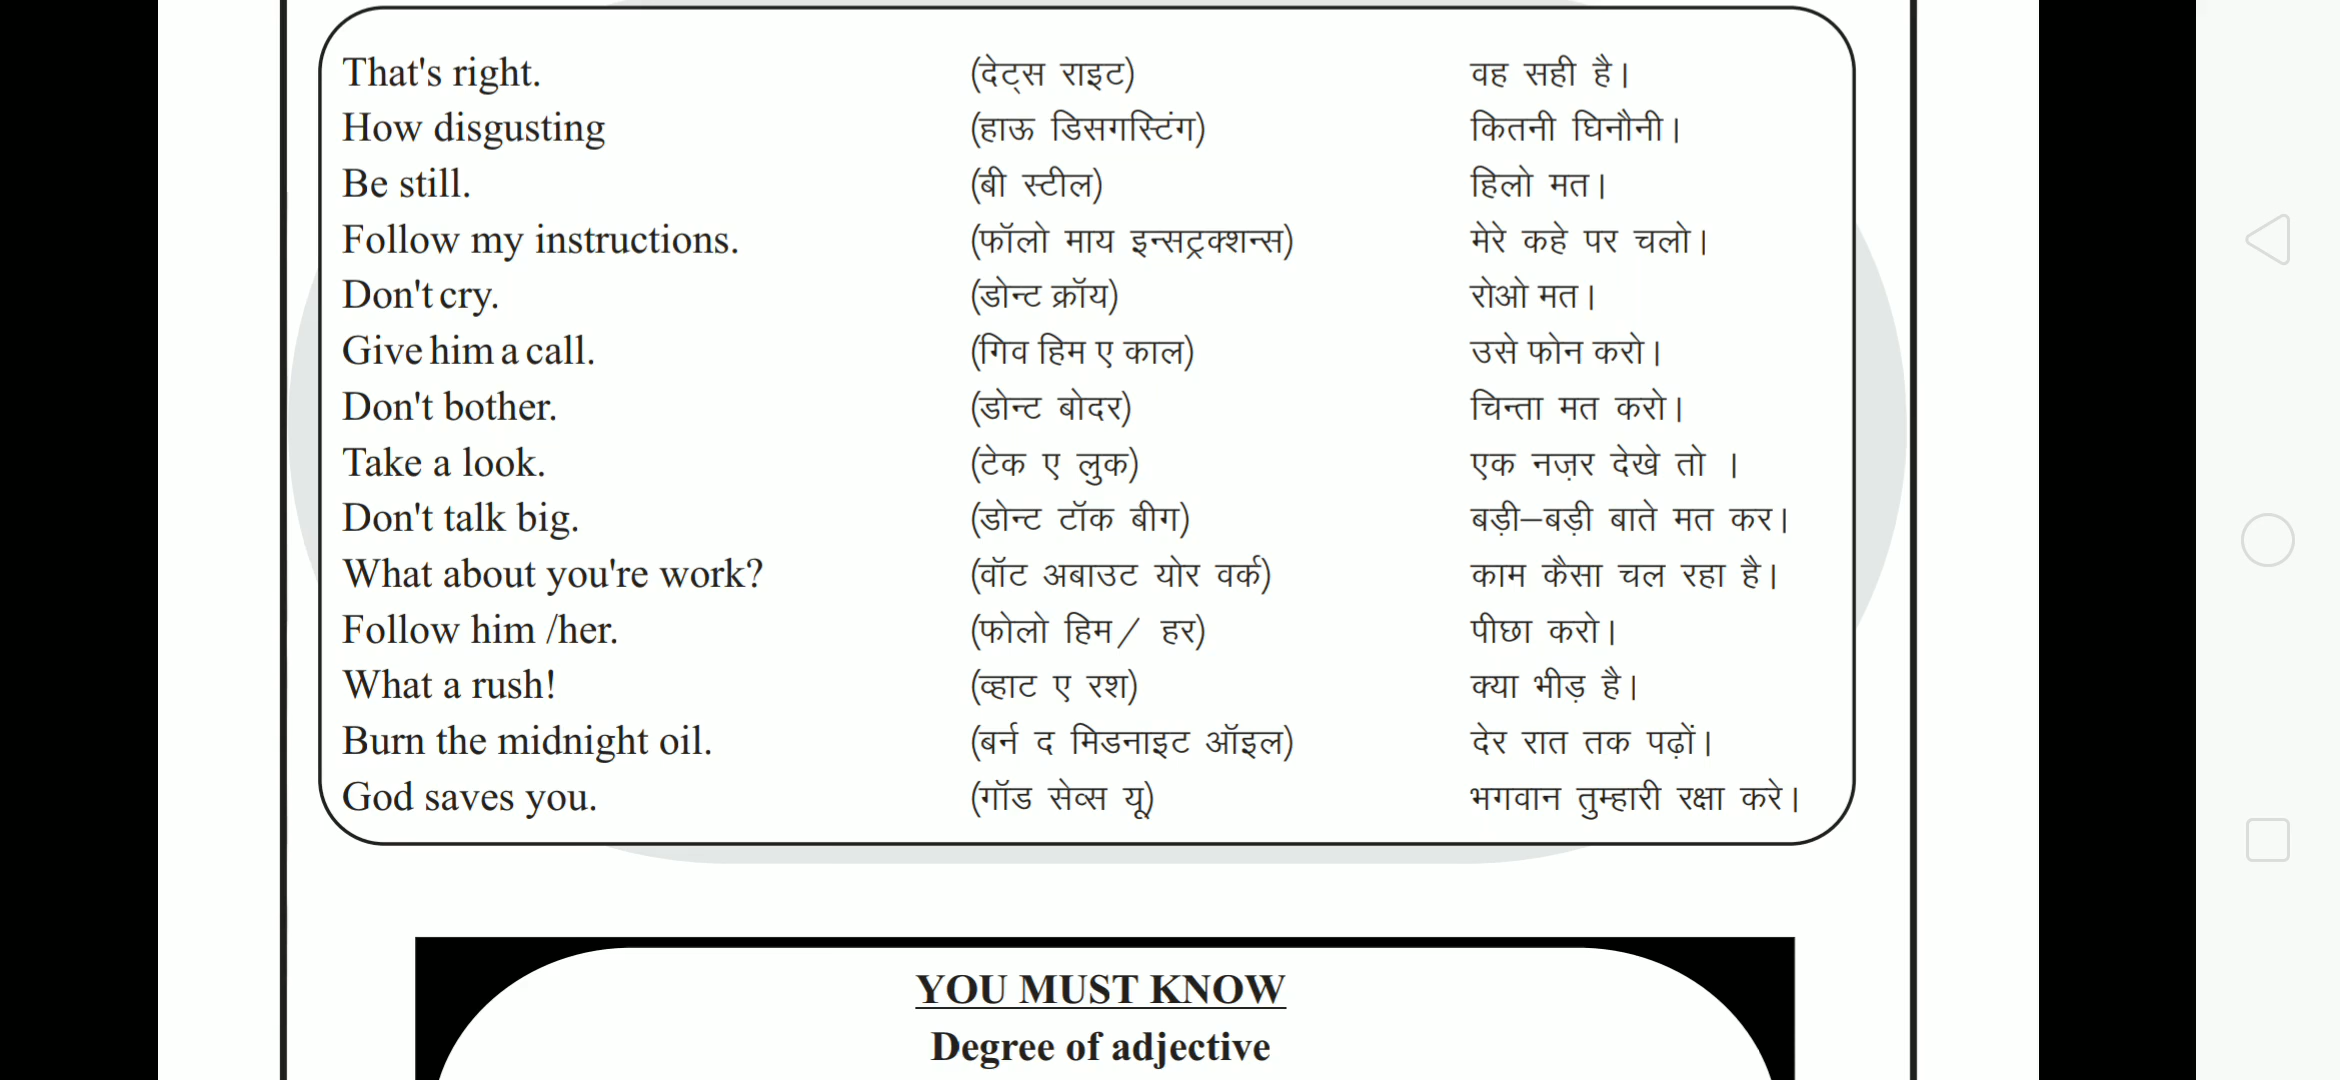 That's right. (देट्स राइट) वह सही है।
How disgusting (हाऊ डिसगस्टिंग) कितनी घिनौनी।
Be still. (बी स्टील) हिलो मत।
Follow my instructions. (फॉलो माय इन्सट्रक्शन्स) मेरे कहे पर चलो।
Don't cry. (डोन्ट क्रॉय) रोओ मत।
Give him a call. (गिव हिम ए काल) उसे फोन करो।
Don't bother. (डोन्ट बोदर) चिन्ता मत करो।
Take a look. (टेक ए लुक) एक नज़र देखे तो ।
Don't talk big. (डोन्ट टॉक बीग) बड़ी–बड़ी बाते मत कर।
What about you're work? (वॉट अबाउट योर वर्क) काम कैसा चल रहा है।
Follow him /her. (फोलो हिम/ हर) पीछा करो।
What a rush! (व्हाट ए रश) क्या भीड़ है।
Burn the midnight oil. (बर्न द मिडनाइट ऑइल) देर रात तक पढ़ों।
God saves you. (गॉड सेव्स यू) भगवान तुम्हारी रक्षा करे।
YOU MUST KNOW
Degree of adjective